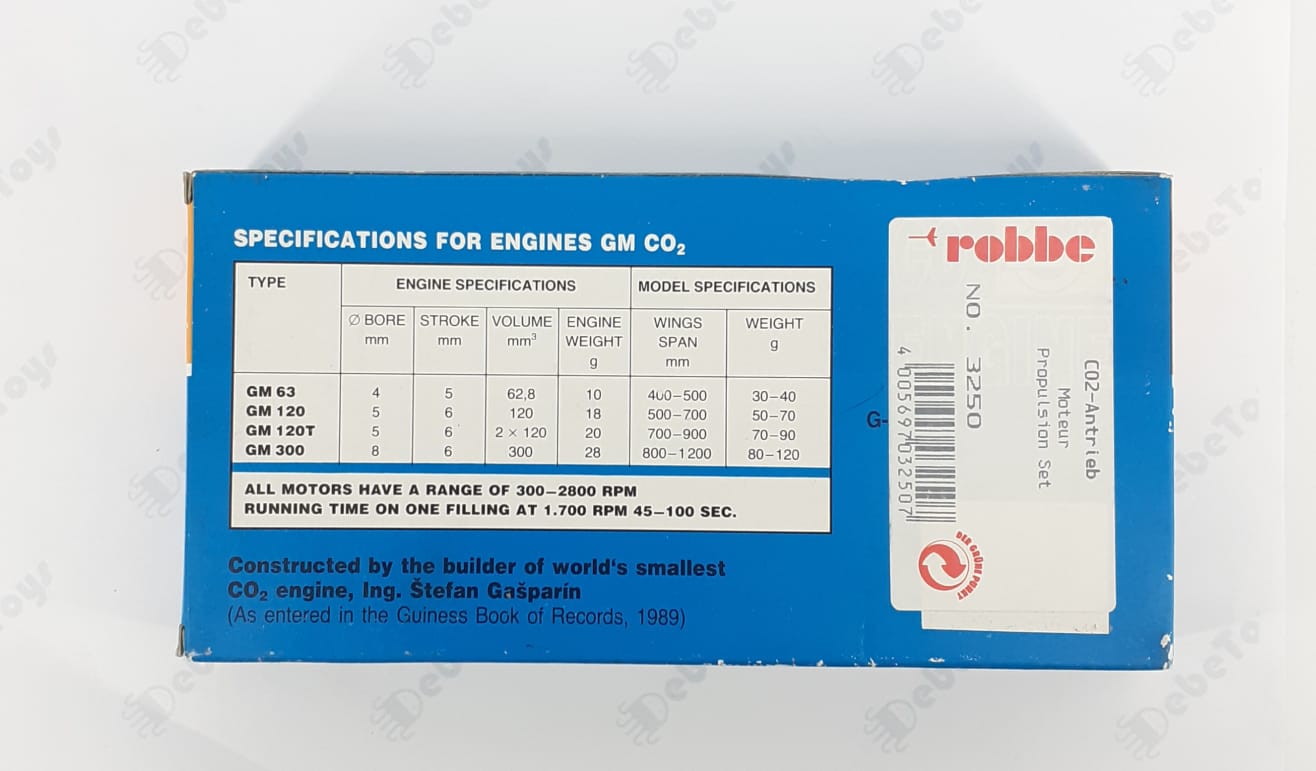 SPECIFICATIONS FOR ENGINES GM CO₂
TYPE ENGINE SPECIFICATIONS MODEL SPECIFICATIONS
Ø BORE mm STROKE mm VOLUME mm³ ENGINE WEIGHT g WINGS SPAN mm WEIGHT g
GM 63 4 5 62,8 10 400–500 30–40
GM 120 5 6 120 18 500–700 50–70
GM 120T 5 6 2 × 120 20 700–900 70–90
GM 300 8 6 300 28 800–1200 80–120
ALL MOTORS HAVE A RANGE OF 300–2800 RPM
RUNNING TIME ON ONE FILLING AT 1.700 RPM 45–100 SEC.
Constructed by the builder of world's smallest
CO₂ engine, Ing. Štefan Gašparín
(As entered in the Guiness Book of Records, 1989)
G-
robbe
CO2-Antrieb
Moteur
Propulsion Set
NO. 3250
4 005697032507
DER GRÜNE PUNKT
DebeToys